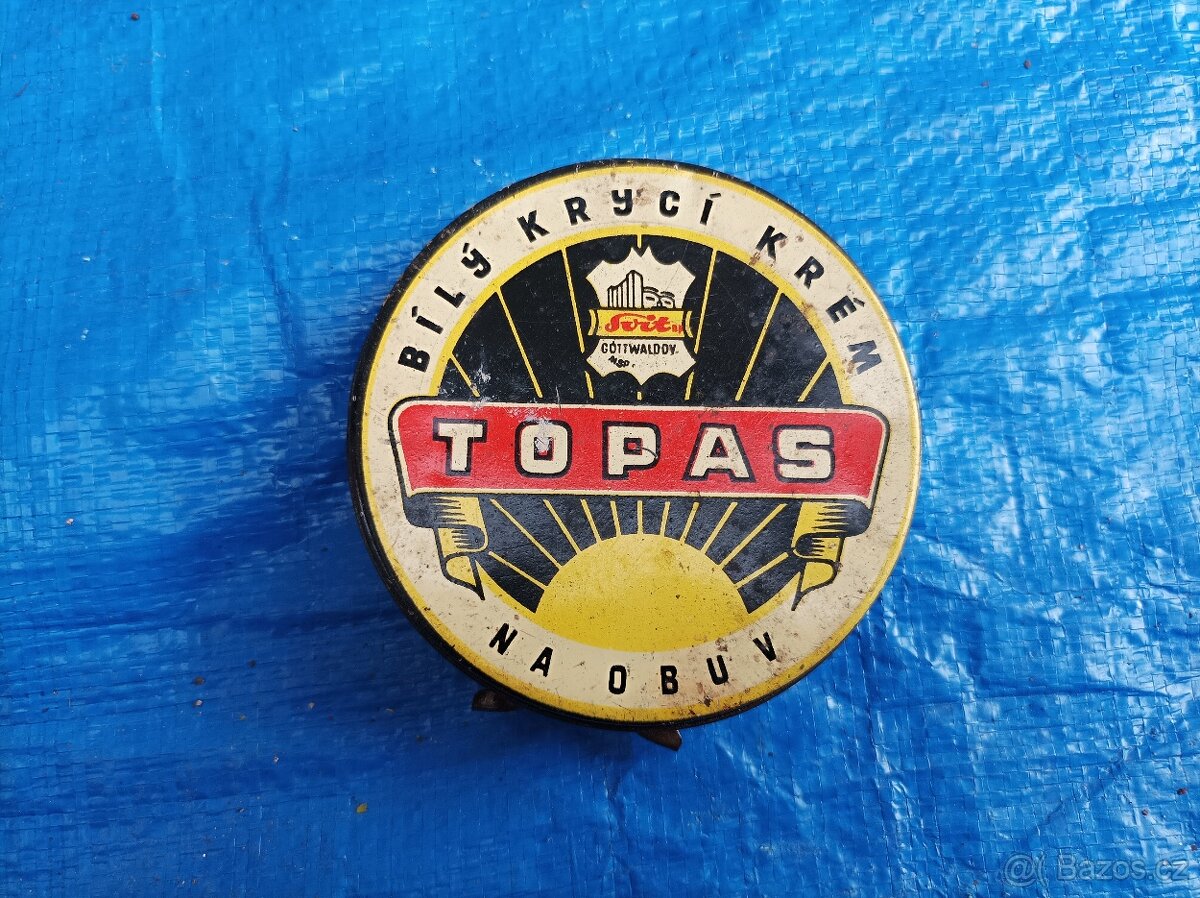 BÍLÝ KRYCÍ KRÉM
Svit
GOTTWALDOV
TOPAS
NA OBUV
Bazos.cz